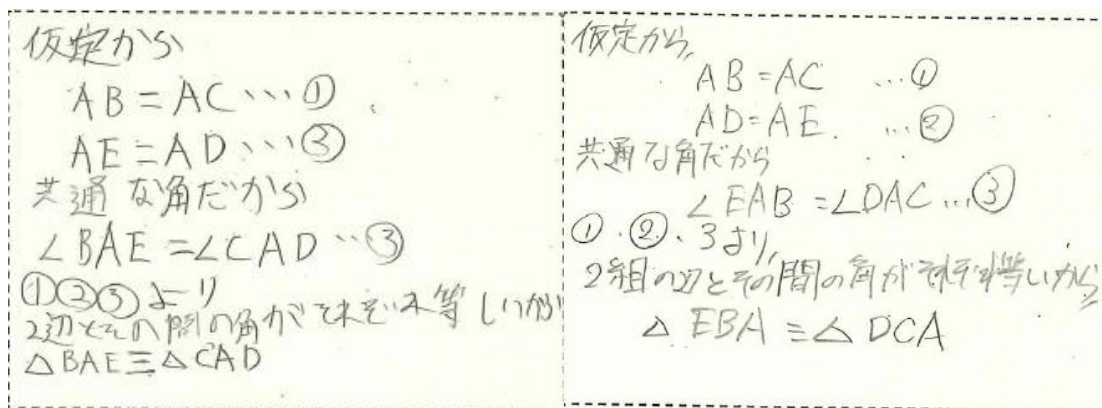 仮定から
AB=AC…①
AE=AD…③
共通な角だから
∠BAE=∠CAD…③
①②③より
2辺とその間の角がそれぞれ等しいから
△BAE≡△CAD
仮定から,
AB=AC …①
AD=AE. …②
共通な角だから
∠EAB=∠DAC…③
①.②、3より,
2組の辺とその間の角がそれぞれ等しいから
△EBA≡△DCA